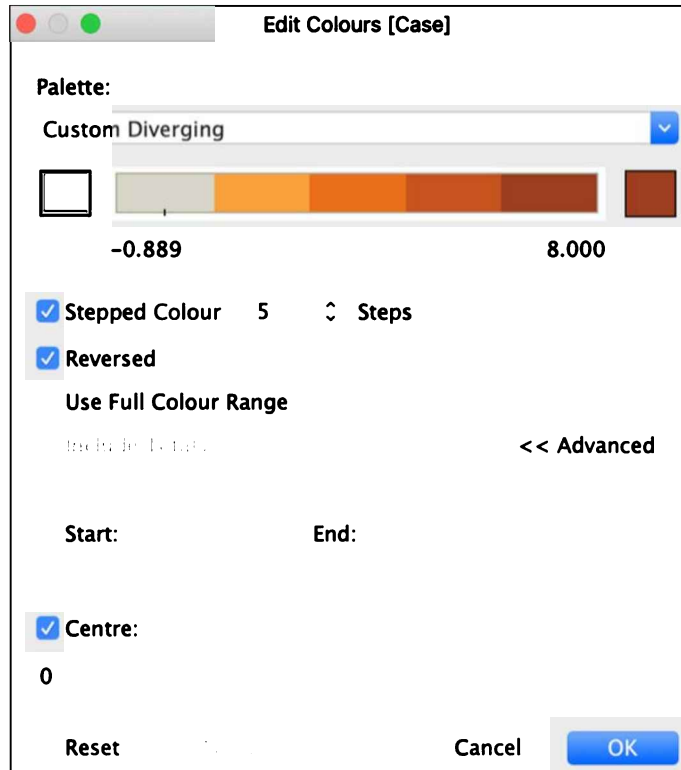 Edit Colours [Case]
Palette:
Custom Diverging
-0.889 8.000
Stepped Colour 5 Steps
Reversed
Use Full Colour Range
<< Advanced
Start: End:
Centre:
0
Reset Cancel OK